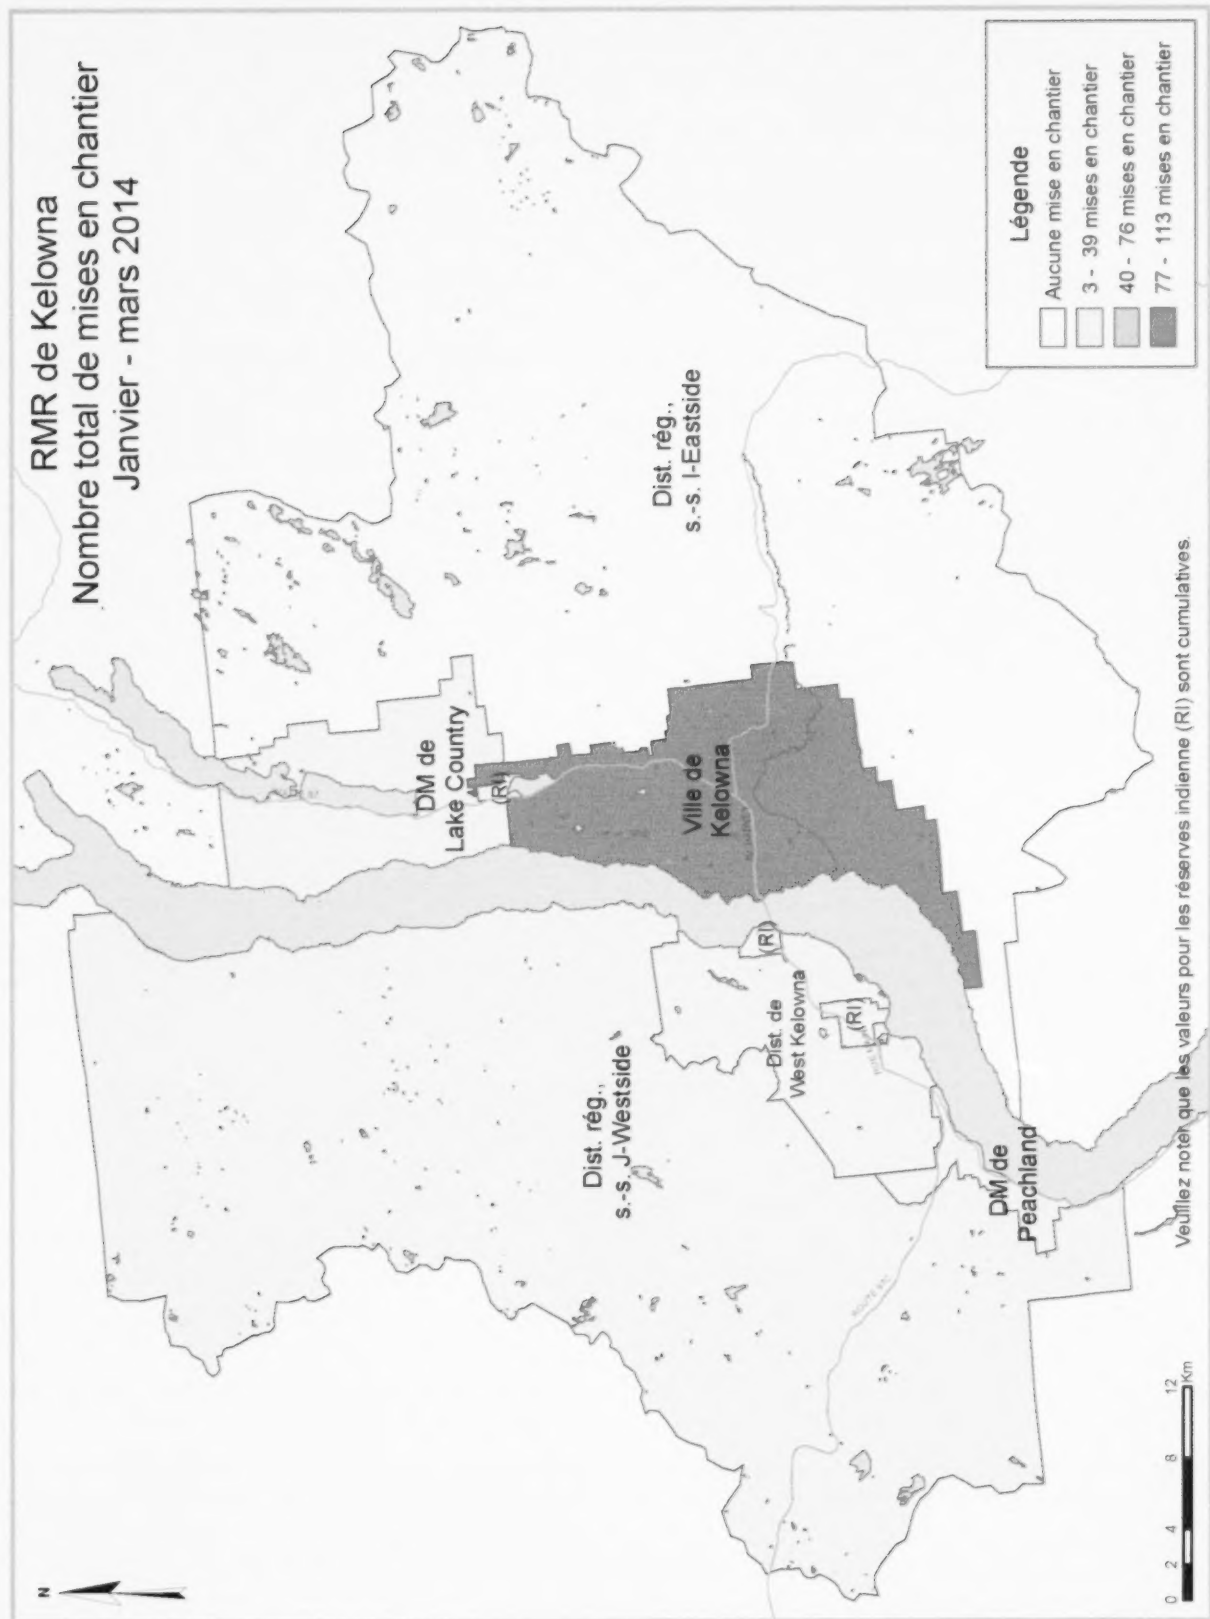 RMR de Kelowna
Nombre total de mises en chantier
Janvier - mars 2014
N
DM de
Lake Country
(RI)
Dist. rég.,
s.-s. J-Westside
Dist. rég.,
s.-s. I-Eastside
Ville de
Kelowna
(RI)
Dist. de
West Kelowna
(RI)
ROUTE 97C
DM de
Peachland
Légende
Aucune mise en chantier
3 - 39 mises en chantier
40 - 76 mises en chantier
77 - 113 mises en chantier
0 2 4 8 12
Km
Veuillez noter que les valeurs pour les réserves indienne (RI) sont cumulatives.